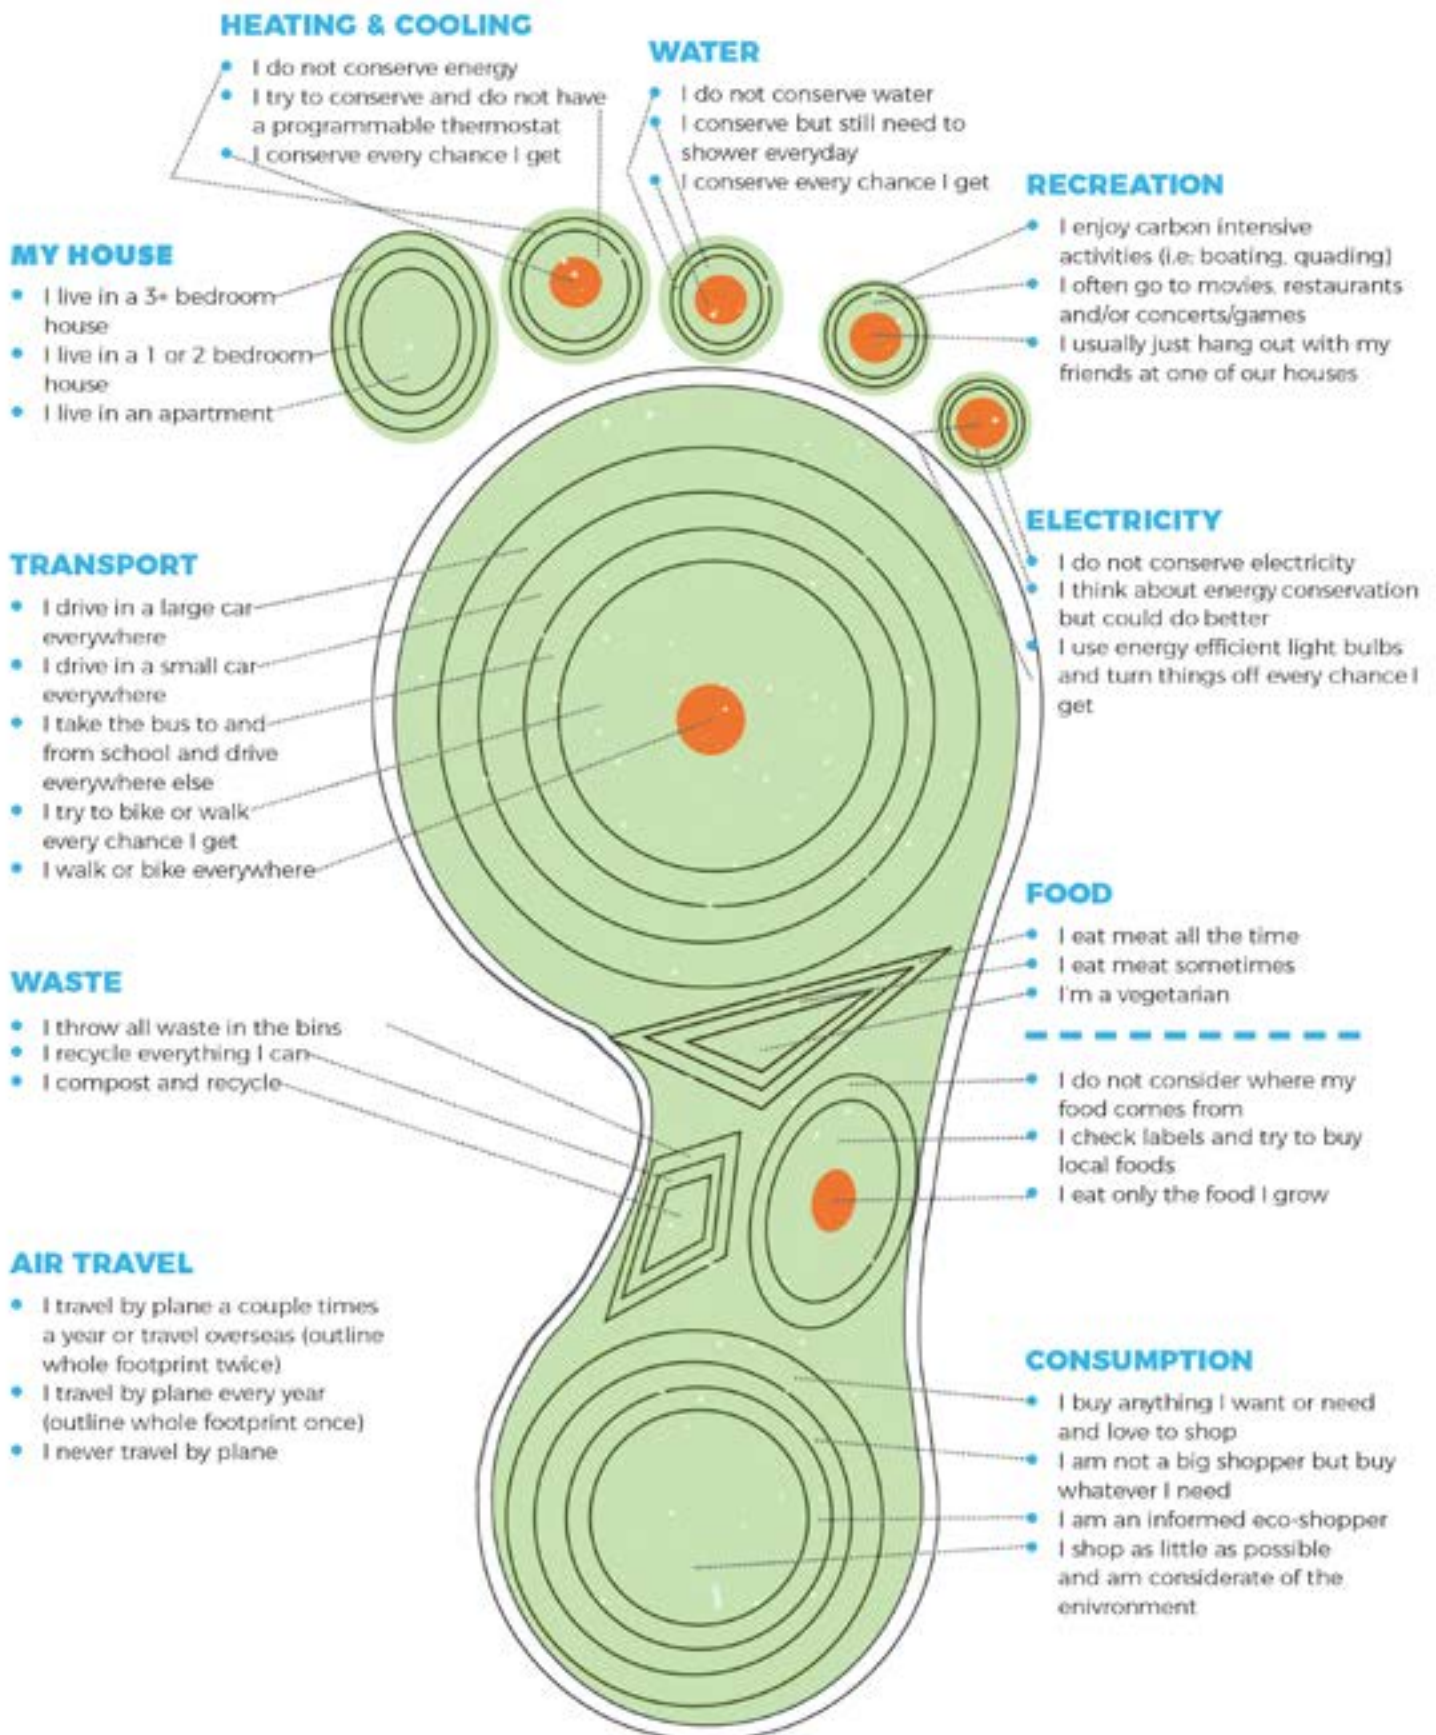 HEATING & COOLING
I do not conserve energy
I try to conserve and do not have
a programmable thermostat
I conserve every chance I get
WATER
I do not conserve water
I conserve but still need to
shower everyday
I conserve every chance I get
RECREATION
I enjoy carbon intensive
activities (i.e: boating, quading)
I often go to movies, restaurants
and/or concerts/games
I usually just hang out with my
friends at one of our houses
MY HOUSE
I live in a 3+ bedroom
house
I live in a 1 or 2 bedroom
house
I live in an apartment
ELECTRICITY
I do not conserve electricity
I think about energy conservation
but could do better
I use energy efficient light bulbs
and turn things off every chance I
get
TRANSPORT
I drive in a large car
everywhere
I drive in a small car
everywhere
I take the bus to and
from school and drive
everywhere else
I try to bike or walk
every chance I get
I walk or bike everywhere
FOOD
I eat meat all the time
I eat meat sometimes
I'm a vegetarian
I do not consider where my
food comes from
I check labels and try to buy
local foods
I eat only the food I grow
WASTE
I throw all waste in the bins
I recycle everything I can
I compost and recycle
AIR TRAVEL
I travel by plane a couple times
a year or travel overseas (outline
whole footprint twice)
I travel by plane every year
(outline whole footprint once)
I never travel by plane
CONSUMPTION
I buy anything I want or need
and love to shop
I am not a big shopper but buy
whatever I need
I am an informed eco-shopper
I shop as little as possible
and am considerate of the
enivronment